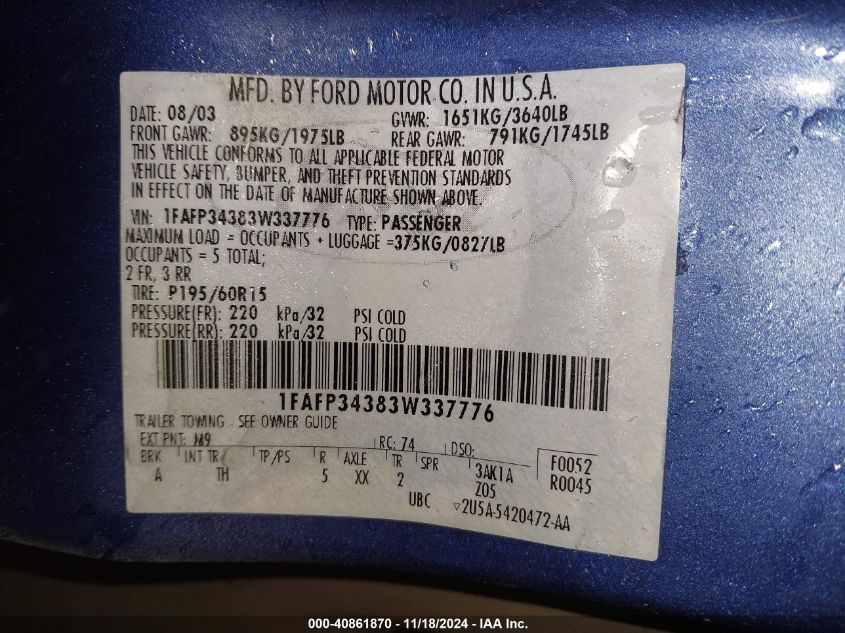 MFD. BY FORD MOTOR CO. IN U.S.A.
DATE: 08/03 GVWR: 1651KG/3640LB
FRONT GAWR: 895KG/1975LB REAR GAWR: 791KG/1745LB
THIS VEHICLE CONFORMS TO ALL APPLICABLE FEDERAL MOTOR
VEHICLE SAFETY, BUMPER, AND THEFT PREVENTION STANDARDS
IN EFFECT ON THE DATE OF MANUFACTURE SHOWN ABOVE.
VIN: 1FAFP34383W337776 TYPE: PASSENGER
MAXIMUM LOAD = OCCUPANTS + LUGGAGE =375KG/0827LB
OCCUPANTS = 5 TOTAL;
2 FR, 3 RR
TIRE: P195/60R15
PRESSURE(FR): 220 kPa/32 PSI COLD
PRESSURE(RR): 220 kPa/32 PSI COLD
1FAFP34383W337776
TRAILER TOWING - SEE OWNER GUIDE
EXT PNT: M9 RC: 74 DSO: F0052
BRK INT TR TP/PS R AXLE TR SPR 3AK1A R0045
A TH 5 XX 2 Z05
UBC ▽2U5A-5420472-AA
000-40861870 - 11/18/2024 - IAA Inc.